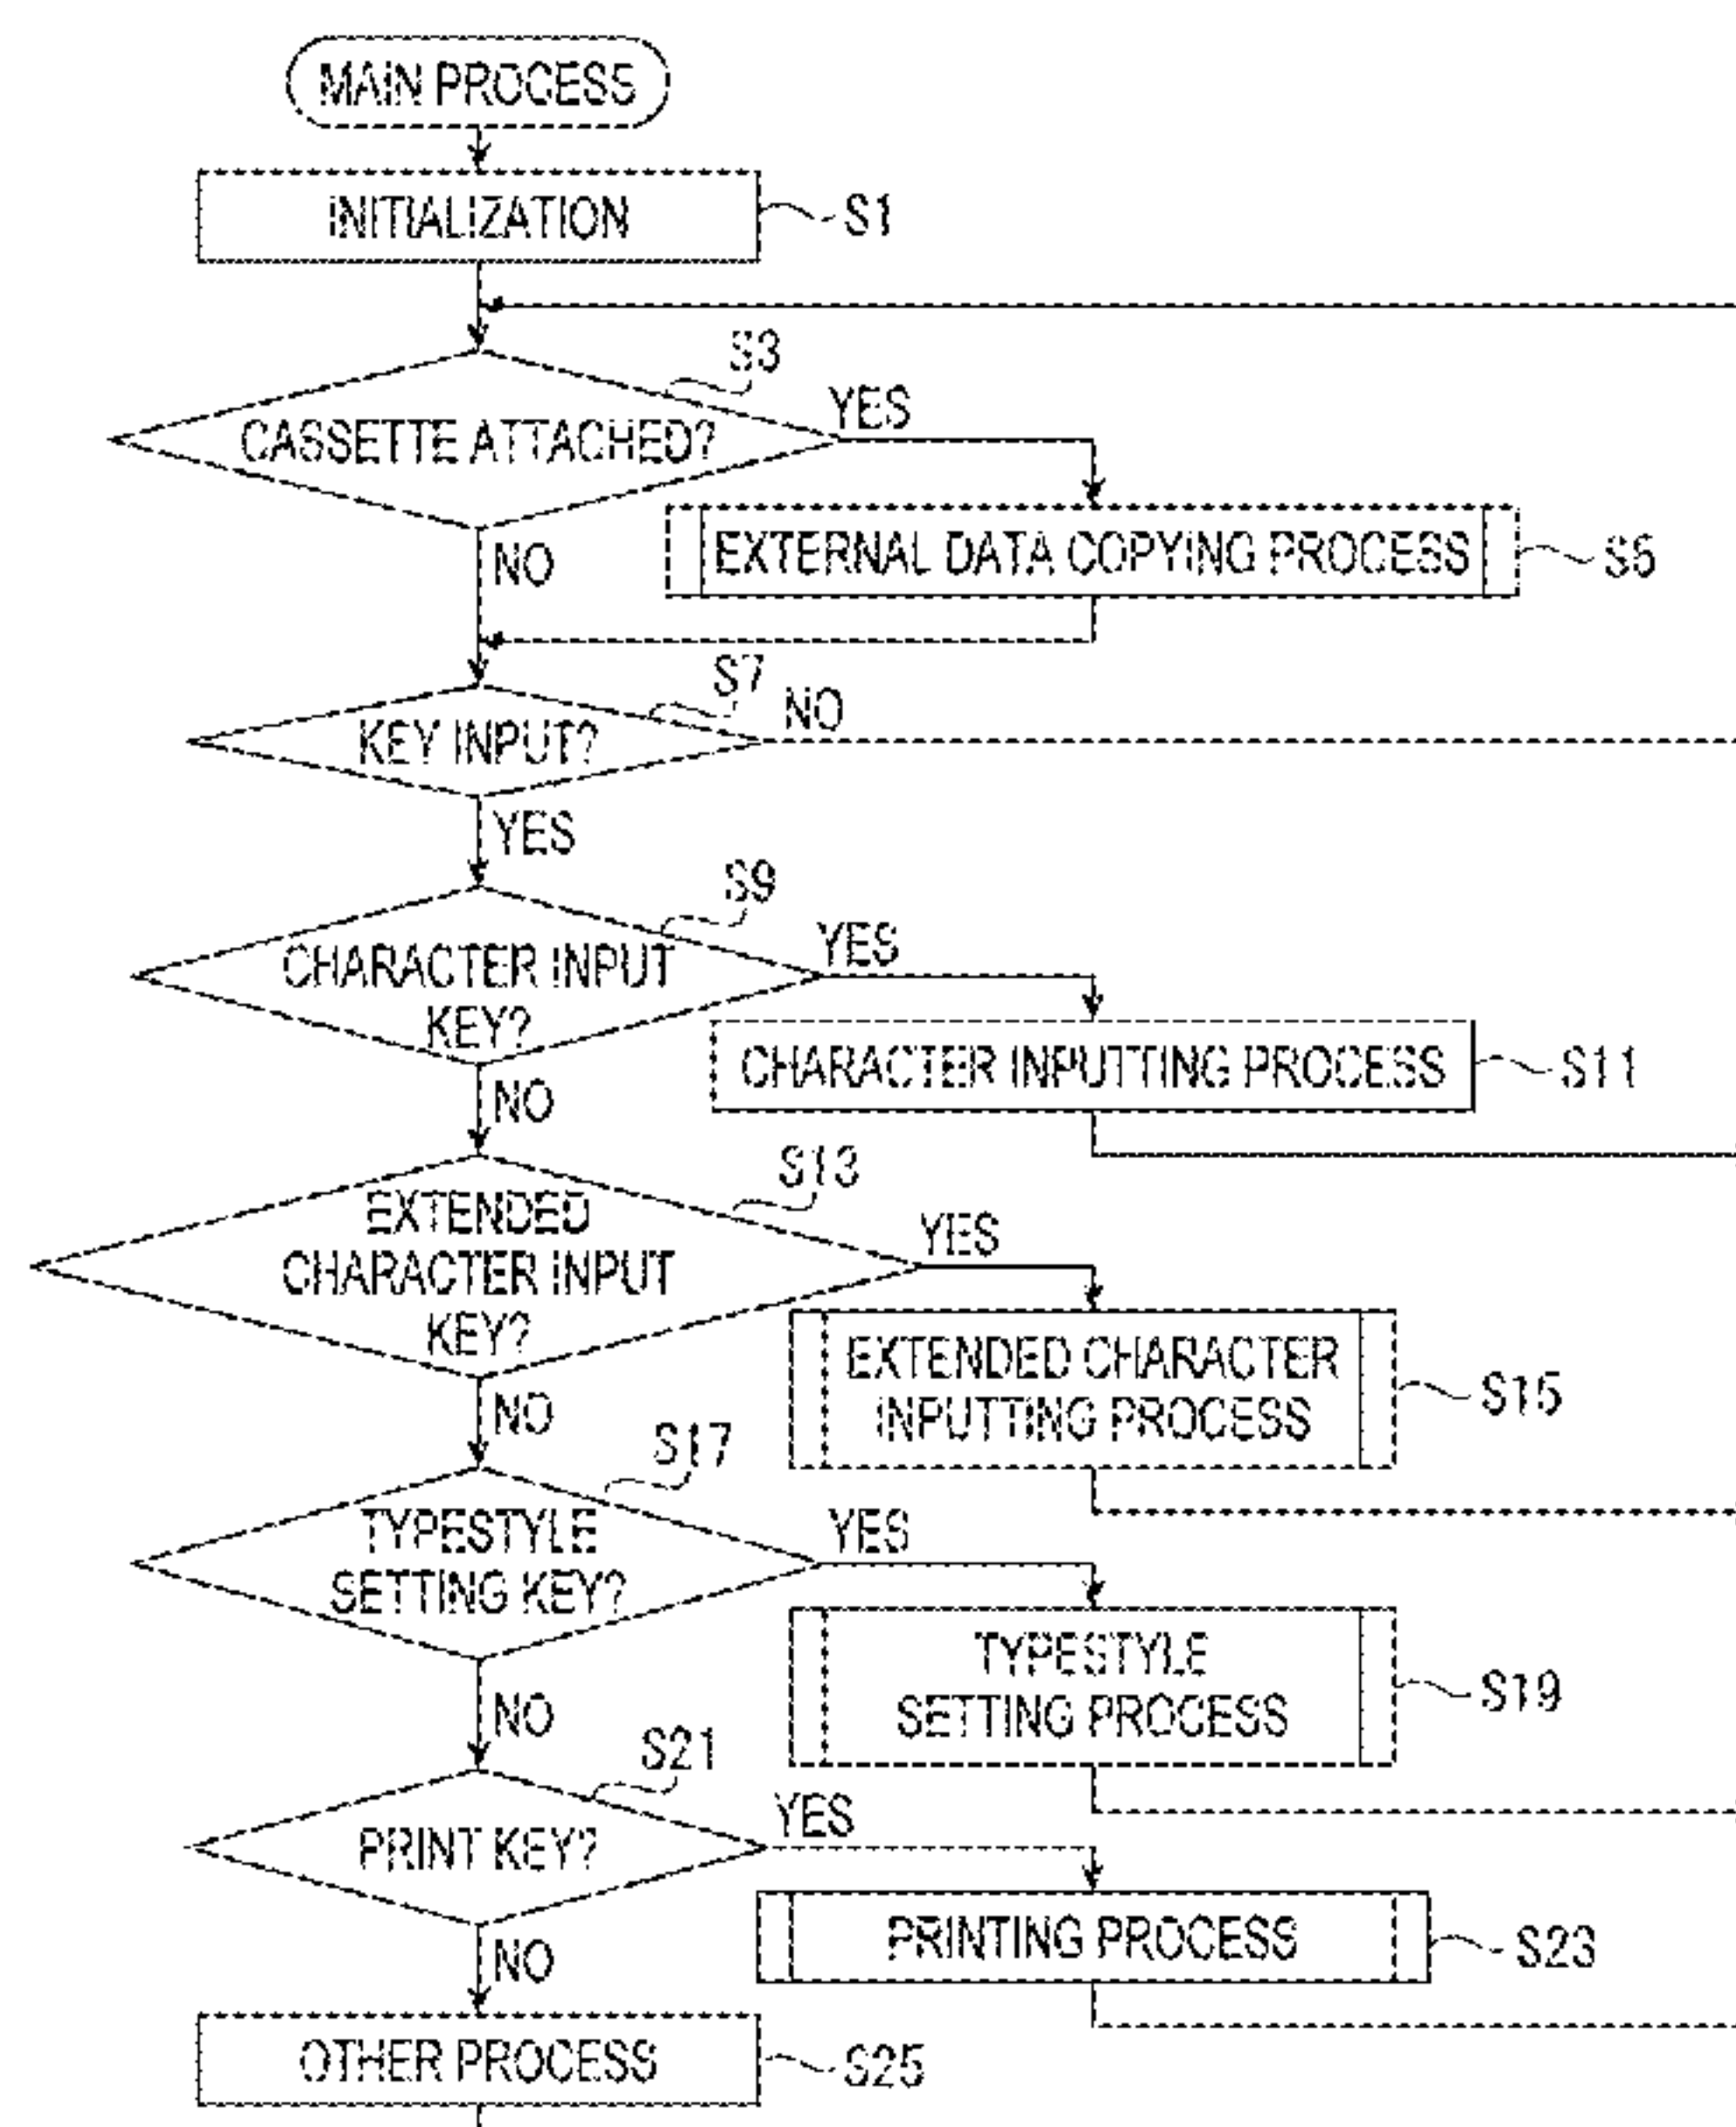 MAIN PROCESS
INITIALIZATION
S1
S3
CASSETTE ATTACHED?
YES
NO
EXTERNAL DATA COPYING PROCESS
S5
S7
KEY INPUT?
NO
YES
S9
CHARACTER INPUT
KEY?
YES
NO
CHARACTER INPUTTING PROCESS
S11
S13
EXTENDED
CHARACTER INPUT
KEY?
YES
NO
EXTENDED CHARACTER
INPUTTING PROCESS
S15
S17
TYPESTYLE
SETTING KEY?
YES
NO
TYPESTYLE
SETTING PROCESS
S19
S21
PRINT KEY?
YES
NO
PRINTING PROCESS
S23
OTHER PROCESS
S25